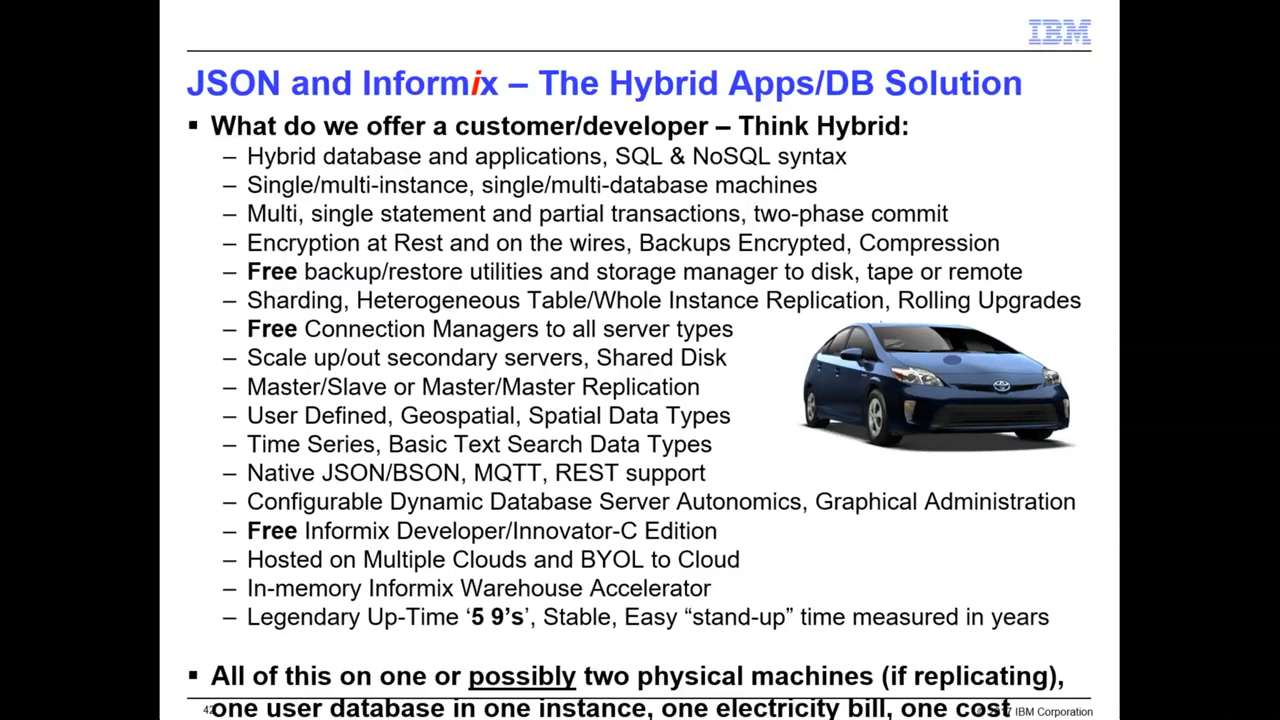 IBM
JSON and Informix – The Hybrid Apps/DB Solution
▪ What do we offer a customer/developer – Think Hybrid:
– Hybrid database and applications, SQL & NoSQL syntax
– Single/multi-instance, single/multi-database machines
– Multi, single statement and partial transactions, two-phase commit
– Encryption at Rest and on the wires, Backups Encrypted, Compression
– Free backup/restore utilities and storage manager to disk, tape or remote
– Sharding, Heterogeneous Table/Whole Instance Replication, Rolling Upgrades
– Free Connection Managers to all server types
– Scale up/out secondary servers, Shared Disk
– Master/Slave or Master/Master Replication
– User Defined, Geospatial, Spatial Data Types
– Time Series, Basic Text Search Data Types
– Native JSON/BSON, MQTT, REST support
– Configurable Dynamic Database Server Autonomics, Graphical Administration
– Free Informix Developer/Innovator-C Edition
– Hosted on Multiple Clouds and BYOL to Cloud
– In-memory Informix Warehouse Accelerator
– Legendary Up-Time ‘5 9’s’, Stable, Easy “stand-up” time measured in years
▪ All of this on one or possibly two physical machines (if replicating),
one user database in one instance, one electricity bill, one cost
IBM Corporation